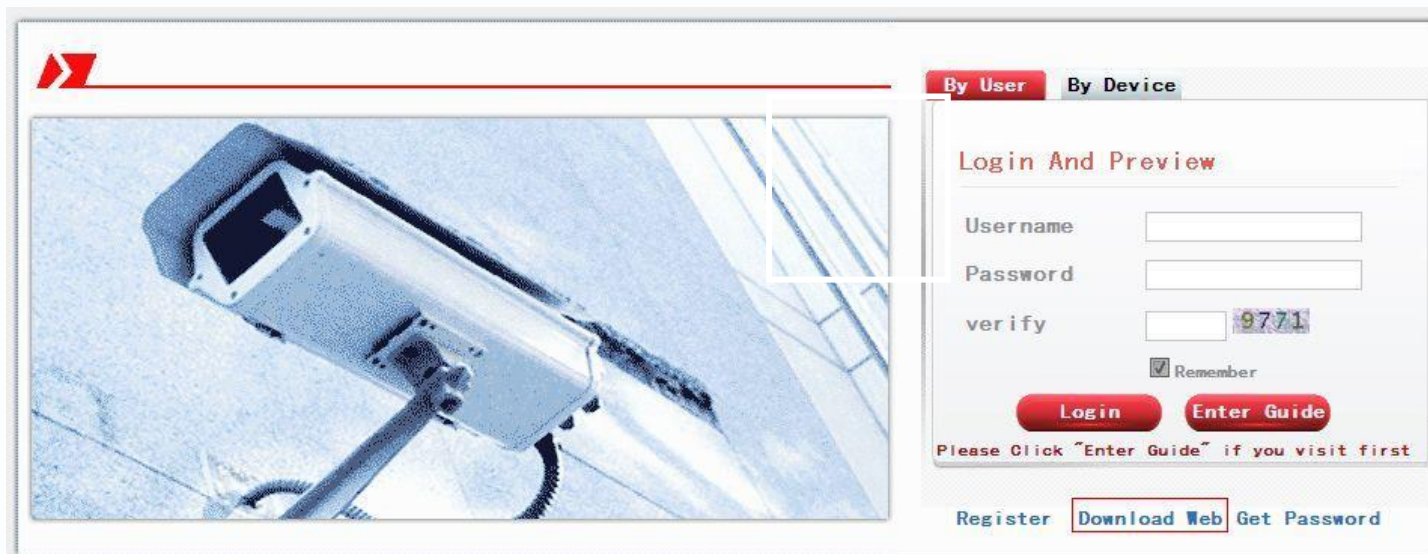 By User By Device
Login And Preview
Username
Password
verify 9771
Remember
Login Enter Guide
Please Click "Enter Guide" if you visit first
Register Download Web Get Password